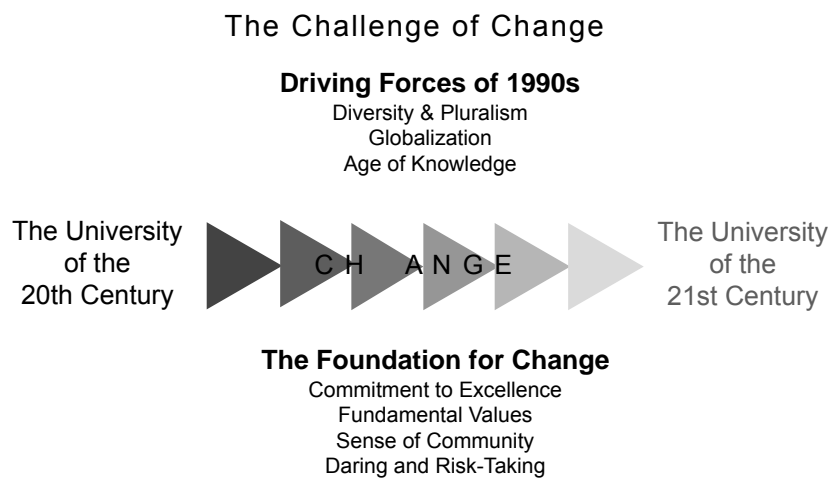 The Challenge of Change
Driving Forces of 1990s
Diversity & Pluralism
Globalization
Age of Knowledge
The University
of the
20th Century
C H A N G E
The University
of the
21st Century
The Foundation for Change
Commitment to Excellence
Fundamental Values
Sense of Community
Daring and Risk-Taking